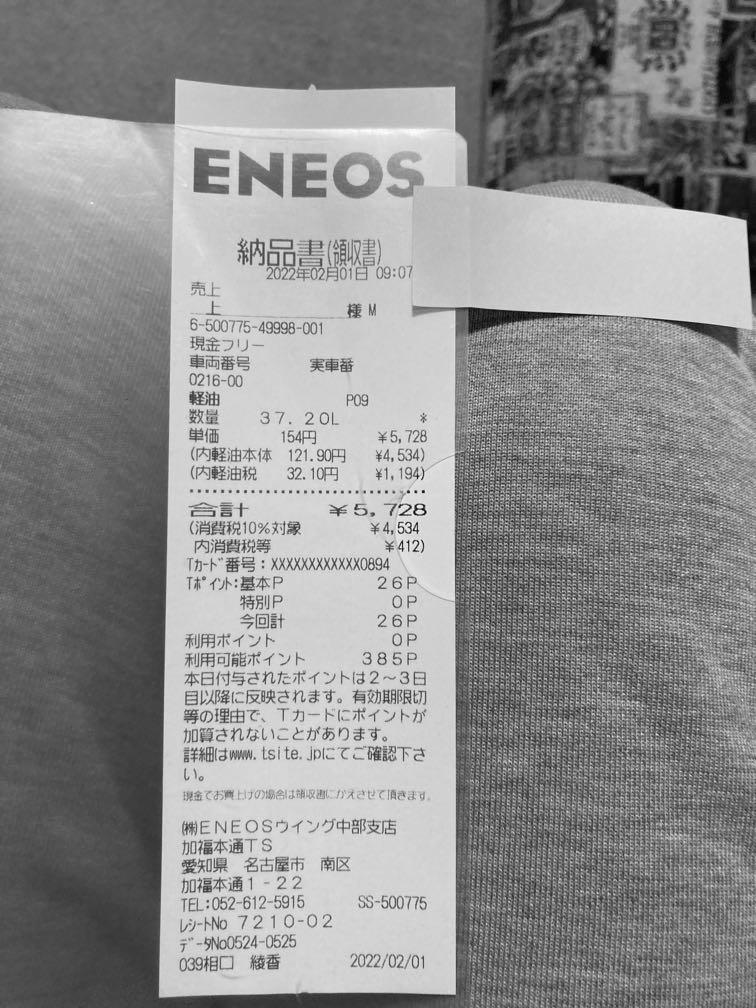 ENEOS
納品書(領収書)
2022年02月01日 09:07
売上
上 様 M
6-500775-49998-001
現金フリー
車両番号 実車番
0216-00
軽油 P09
数量 37.20L *
単価 154円 ¥5,728
(内軽油本体 121.90円 ¥4,534)
(内軽油税 32.10円 ¥1,194)
合計 ¥5,728
(消費税10%対象 ¥4,534
内消費税等 ¥412)
Tカード番号:XXXXXXXXXXXX0894
Tポイント:基本P 26P
特別P 0P
今回計 26P
利用ポイント 0P
利用可能ポイント 385P
本日付与されたポイントは2~3日
目以降に反映されます。有効期限切
等の理由で、Tカードにポイントが
加算されないことがあります。
詳細はwww.tsite.jpにてご確認下さ
い。
現金でお買上げの場合は領収書にかえさせて頂きます。
(株)ENEOSウイング中部支店
加福本通TS
愛知県 名古屋市 南区
加福本通1-22
TEL:052-612-5915 SS-500775
レシートNo 7210-02
データNo0524-0525
039相口 綾香 2022/02/01